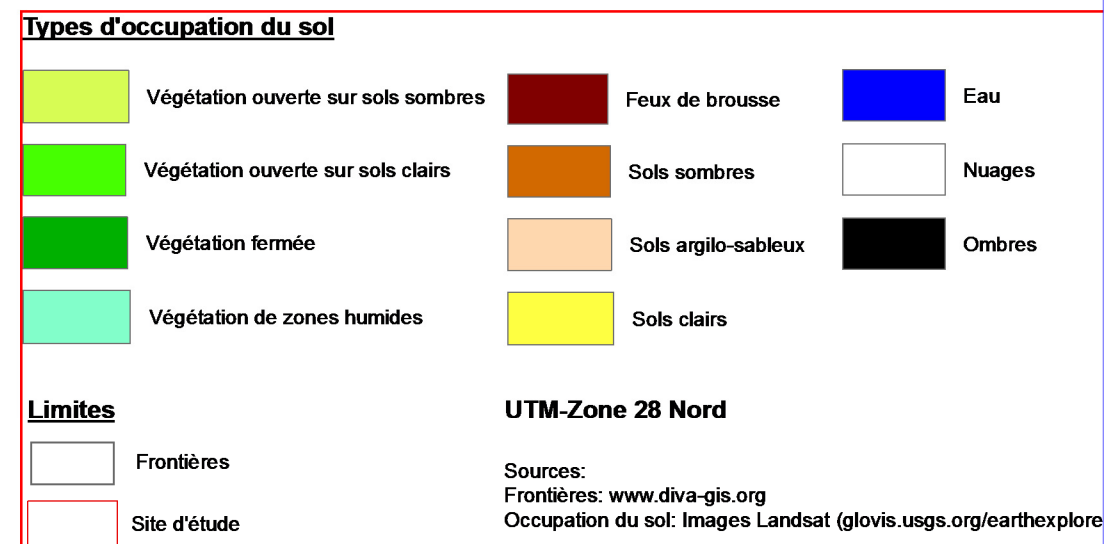 Types d'occupation du sol
Végétation ouverte sur sols sombres
Végétation ouverte sur sols clairs
Végétation fermée
Végétation de zones humides
Feux de brousse
Sols sombres
Sols argilo-sableux
Sols clairs
Eau
Nuages
Ombres
Limites
Frontières
Site d'étude
UTM-Zone 28 Nord
Sources:
Frontières: www.diva-gis.org
Occupation du sol: Images Landsat (glovis.usgs.org/earthexplore